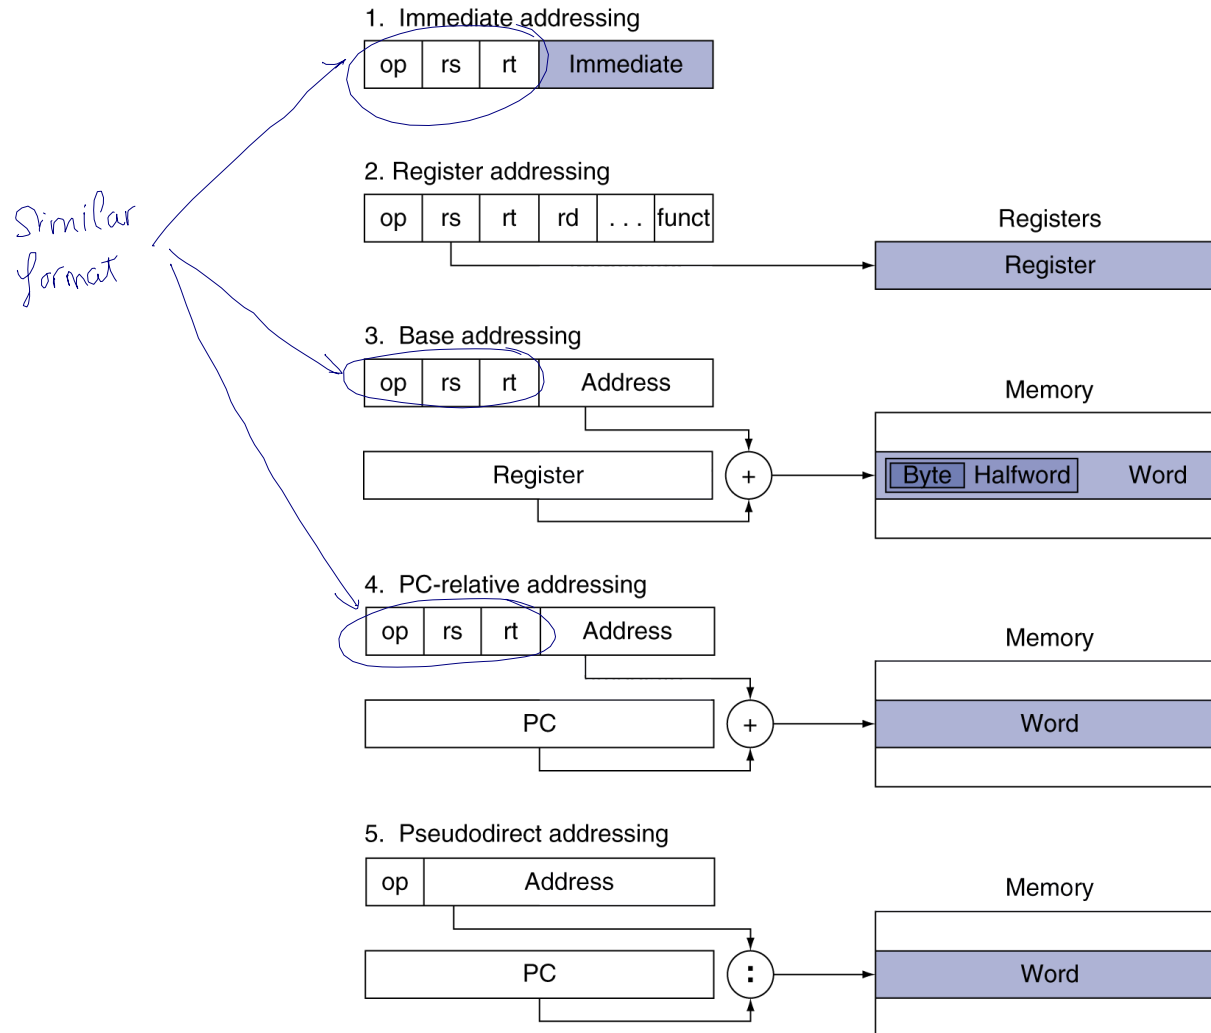 1. Immediate addressing
op rs rt Immediate
2. Register addressing
op rs rt rd . . . funct
Registers
Register
Similar
format
3. Base addressing
op rs rt Address
Memory
Register + Byte Halfword Word
4. PC-relative addressing
op rs rt Address
Memory
PC + Word
5. Pseudodirect addressing
op Address
Memory
PC : Word